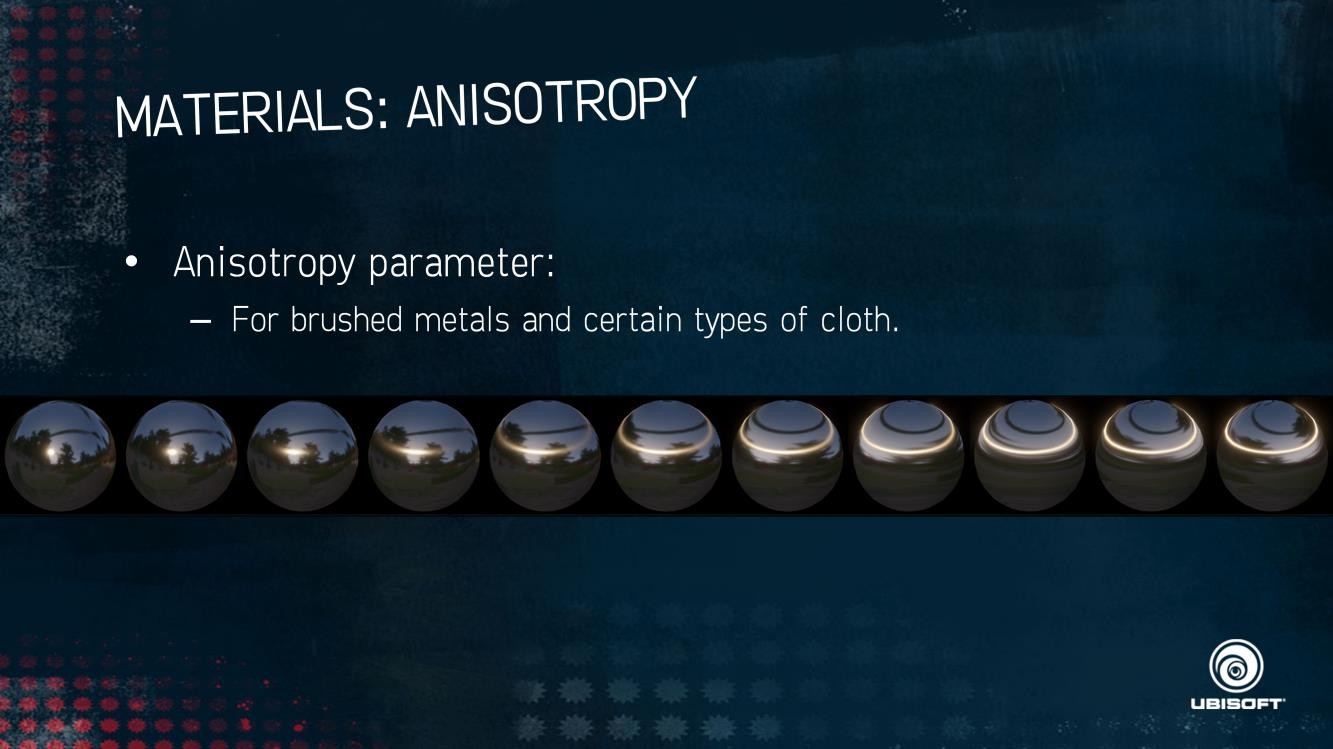 MATERIALS: ANISOTROPY
• Anisotropy parameter:
– For brushed metals and certain types of cloth.
UBISOFT